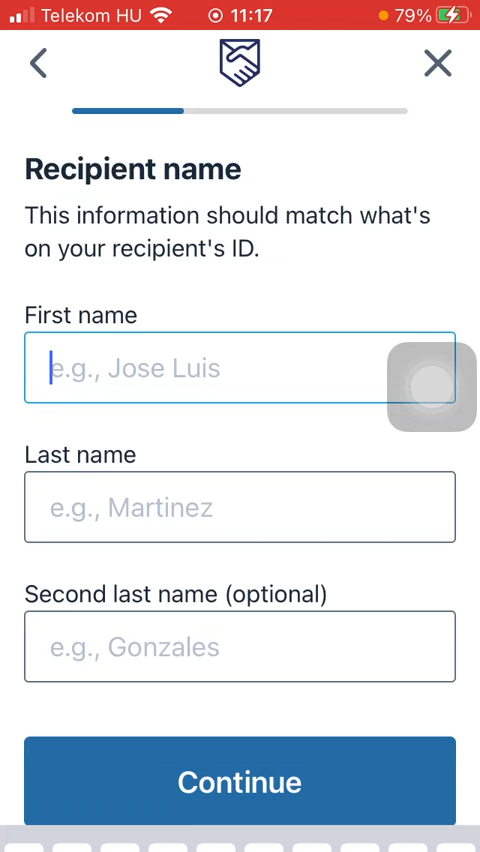 Telekom HU 11:17 79%
Recipient name
This information should match what's
on your recipient's ID.
First name
e.g., Jose Luis
Last name
e.g., Martinez
Second last name (optional)
e.g., Gonzales
Continue